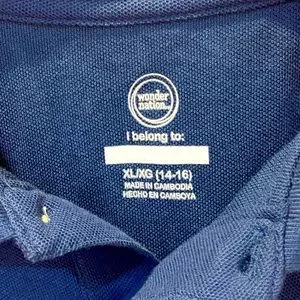 wonder
nation
I belong to:
XL/XG (14-16)
MADE IN CAMBODIA
HECHO EN CAMBOYA